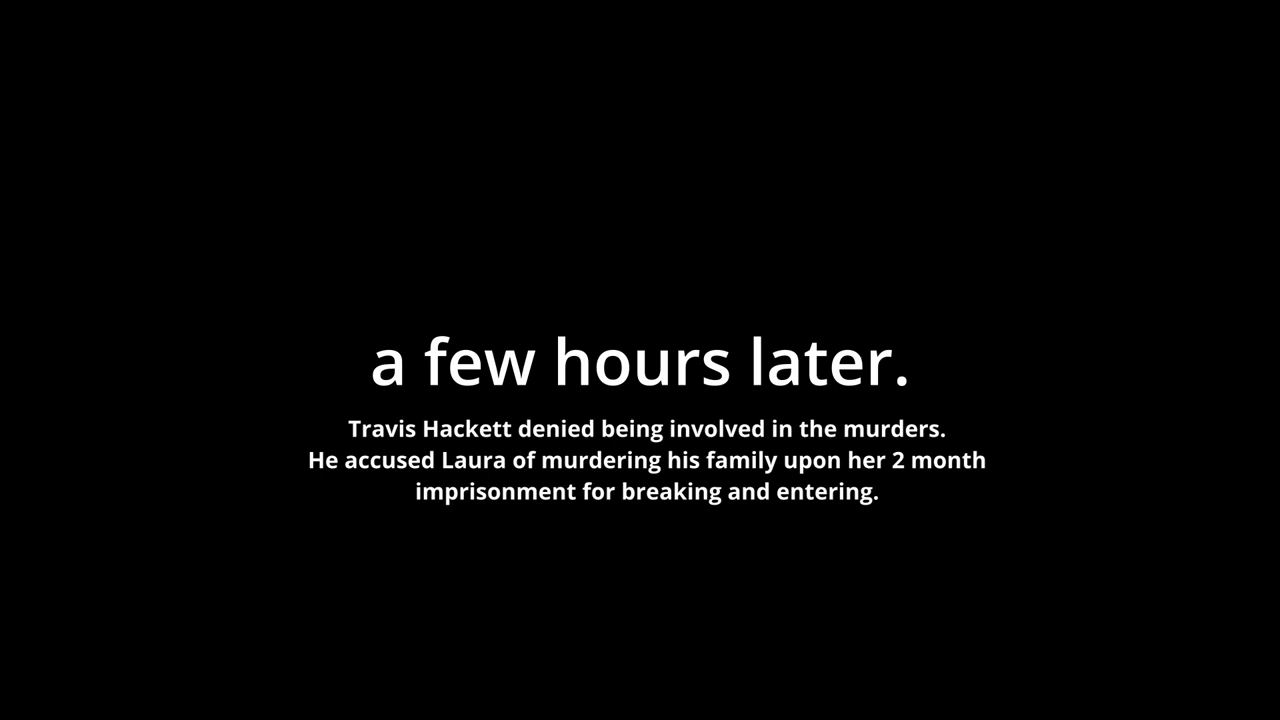 a few hours later.
Travis Hackett denied being involved in the murders.
He accused Laura of murdering his family upon her 2 month
imprisonment for breaking and entering.